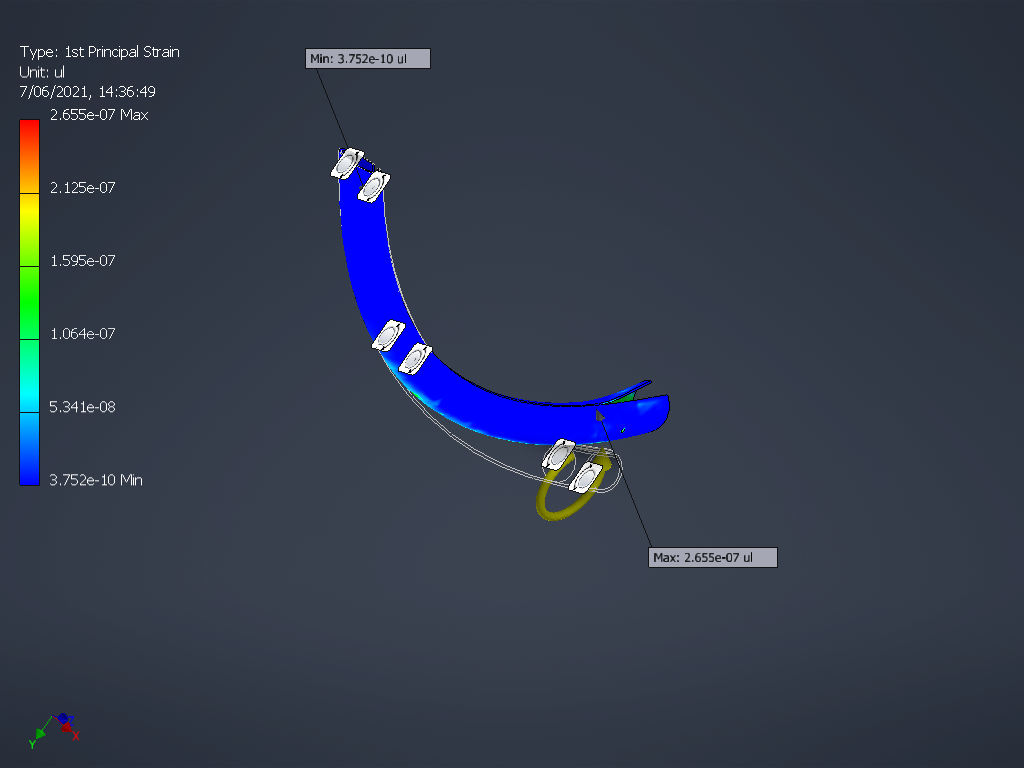 Type: 1st Principal Strain
Unit: ul
7/06/2021, 14:36:49
2.655e-07 Max
2.125e-07
1.595e-07
1.064e-07
5.341e-08
3.752e-10 Min
Min: 3.752e-10 ul
Max: 2.655e-07 ul
Z
X
Y